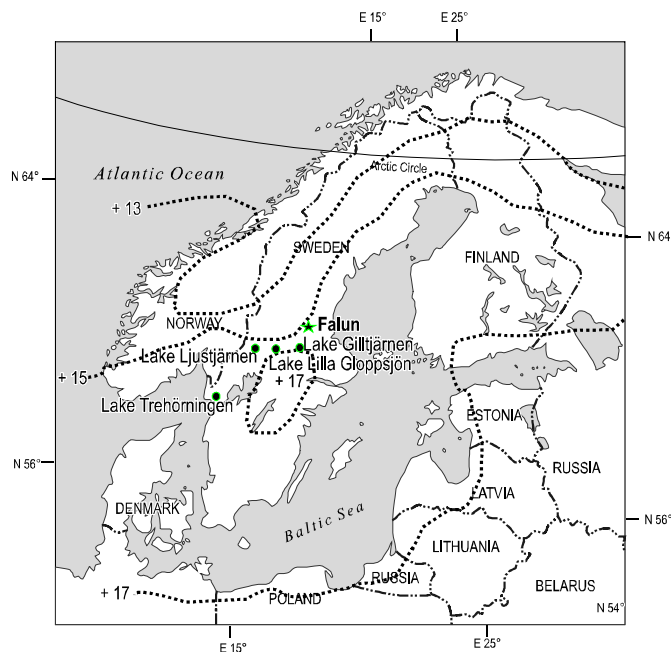 E 15° E 25°
N 64°
Atlantic Ocean
Arctic Circle
+ 13
N 64°
SWEDEN
FINLAND
NORWAY
Falun
Lake Gilltjärnen
Lake Ljustjärnen
Lake Lilla Gloppsjön
+ 15
+ 17
Lake Trehörningen
ESTONIA
N 56°
RUSSIA
LATVIA
DENMARK
Baltic Sea
N 56°
LITHUANIA
RUSSIA
BELARUS
+ 17
POLAND
N 54°
E 15° E 25°